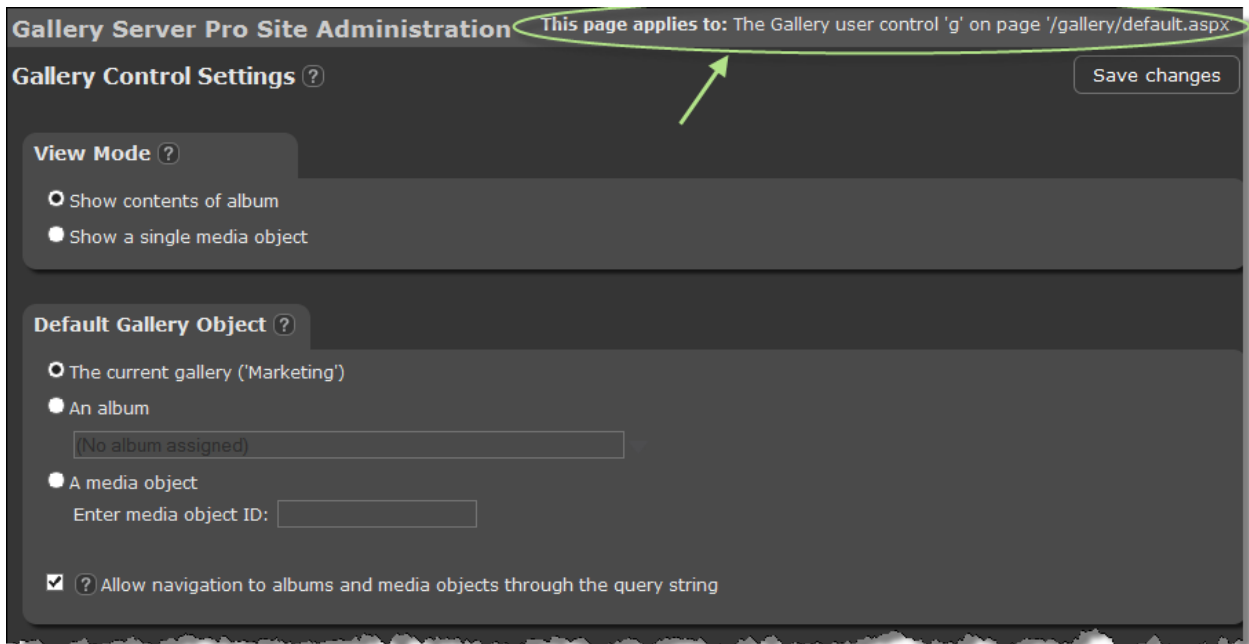 Gallery Server Pro Site Administration This page applies to: The Gallery user control 'g' on page '/gallery/default.aspx'
Gallery Control Settings ? Save changes
View Mode ?
Show contents of album
Show a single media object
Default Gallery Object ?
The current gallery ('Marketing')
An album
(No album assigned)
A media object
Enter media object ID:
? Allow navigation to albums and media objects through the query string